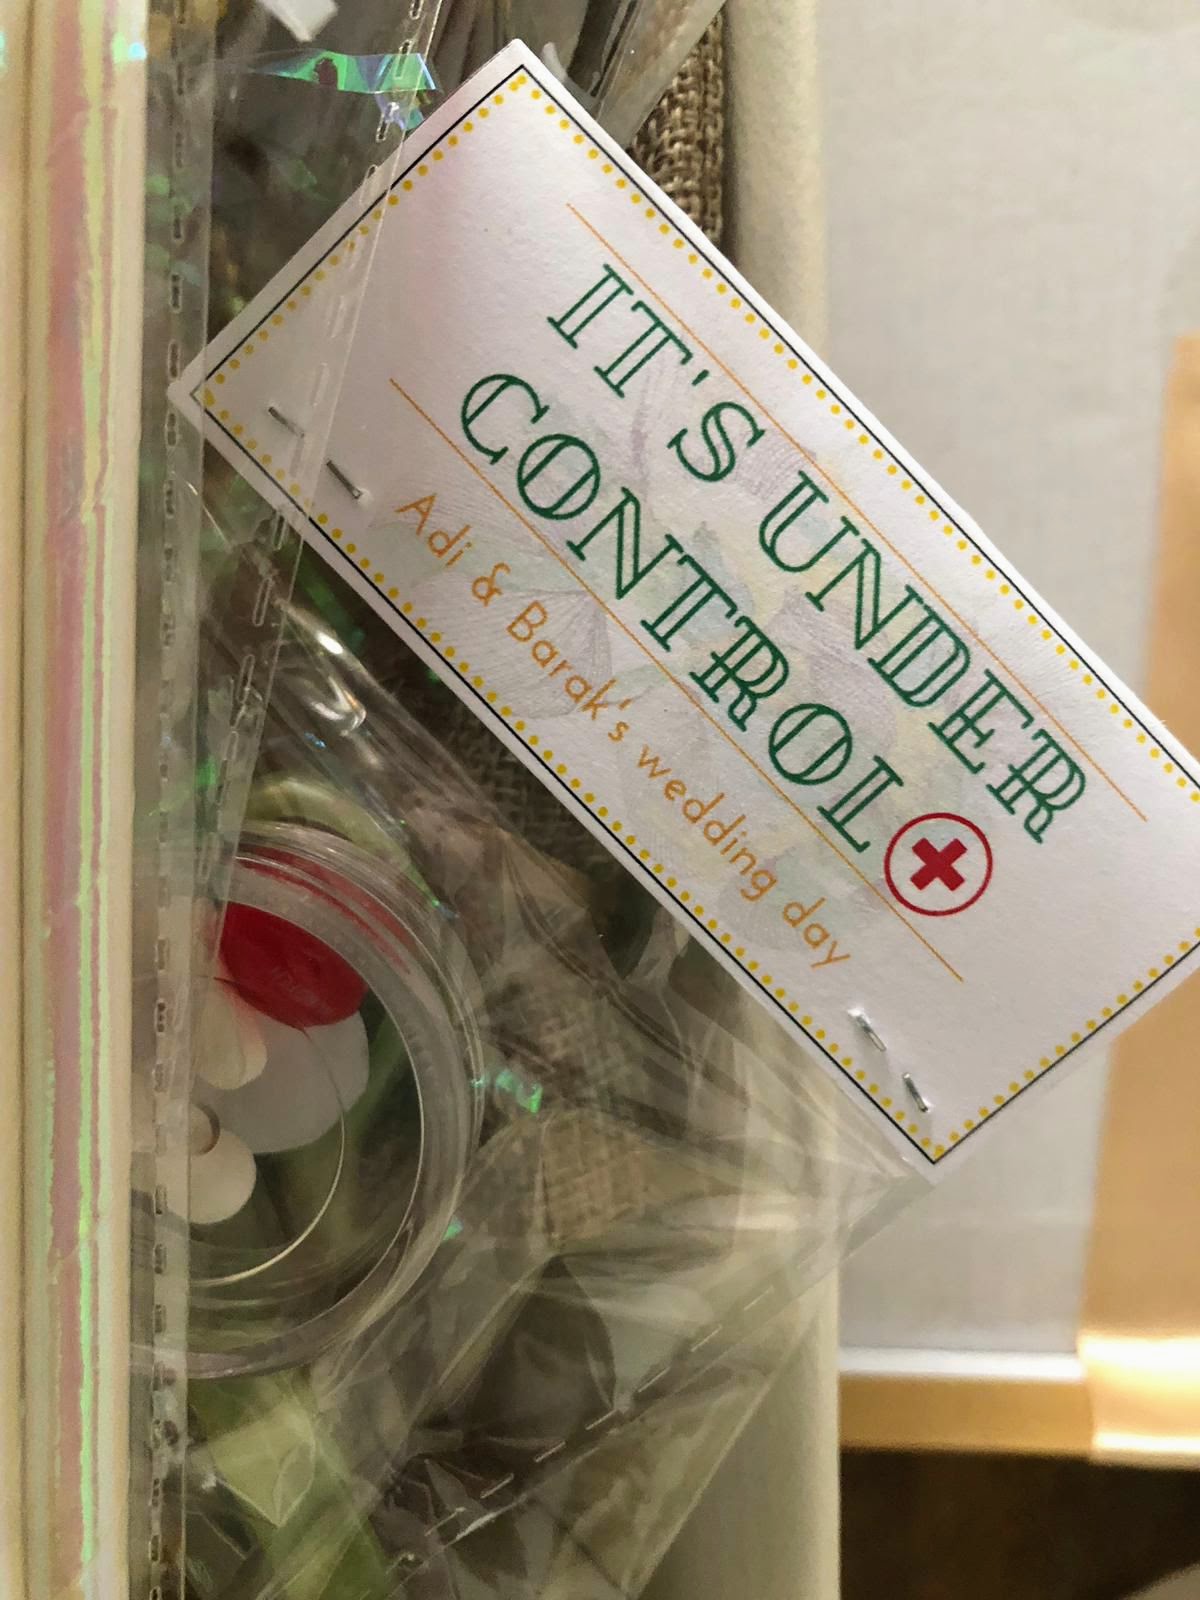 IT'S UNDER
CONTROL
Adi & Barak's wedding day